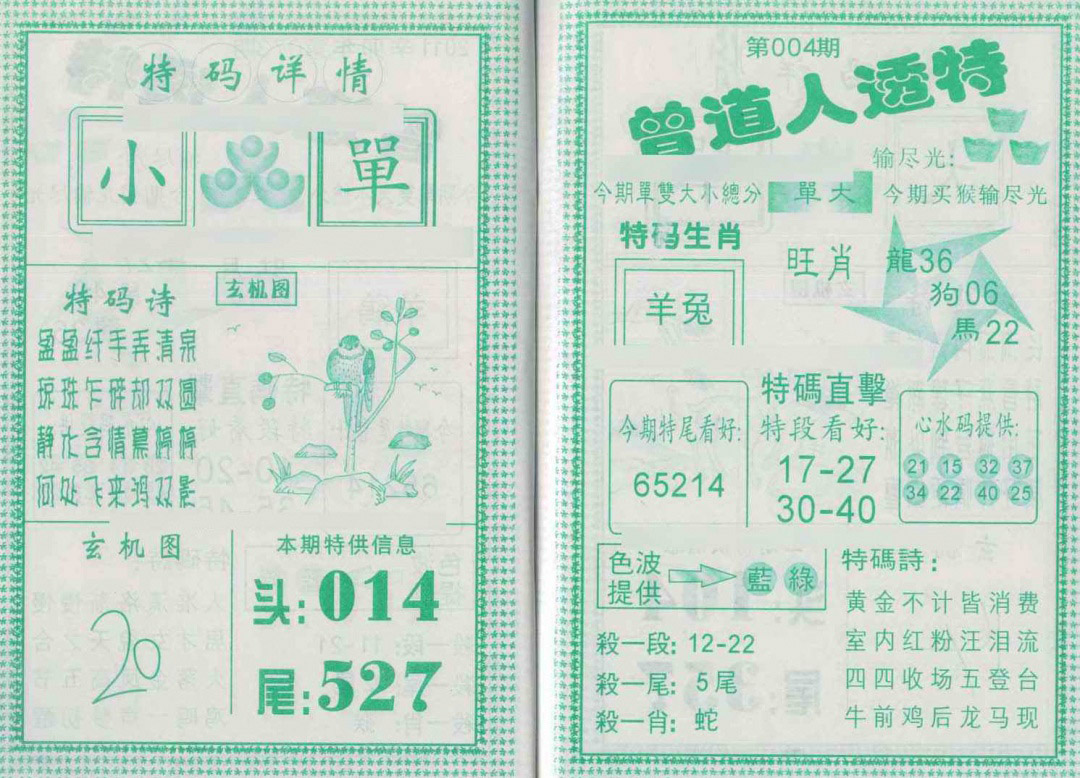 特码详情
小 單
特码诗
玄机图
盈盈纤手弄清泉
琼珠乍碎却双圆
静水含情慕婷婷
何处飞来鸿双影
玄机图
20
本期特供信息
头:014
尾:527
第004期
曾道人透特
输尽光:
今期單雙大小總分 單大 今期买猴输尽光
特码生肖
羊兔
旺肖
龍36
狗06
馬22
今期特尾看好:
65214
特碼直擊
特段看好:
17-27
30-40
心水码提供:
21 15 32 37
34 22 40 25
色波
提供
藍 綠
殺一段: 12-22
殺一尾: 5尾
殺一肖: 蛇
特碼詩:
黄金不计皆消费
室内红粉汪泪流
四四收场五登台
牛前鸡后龙马现